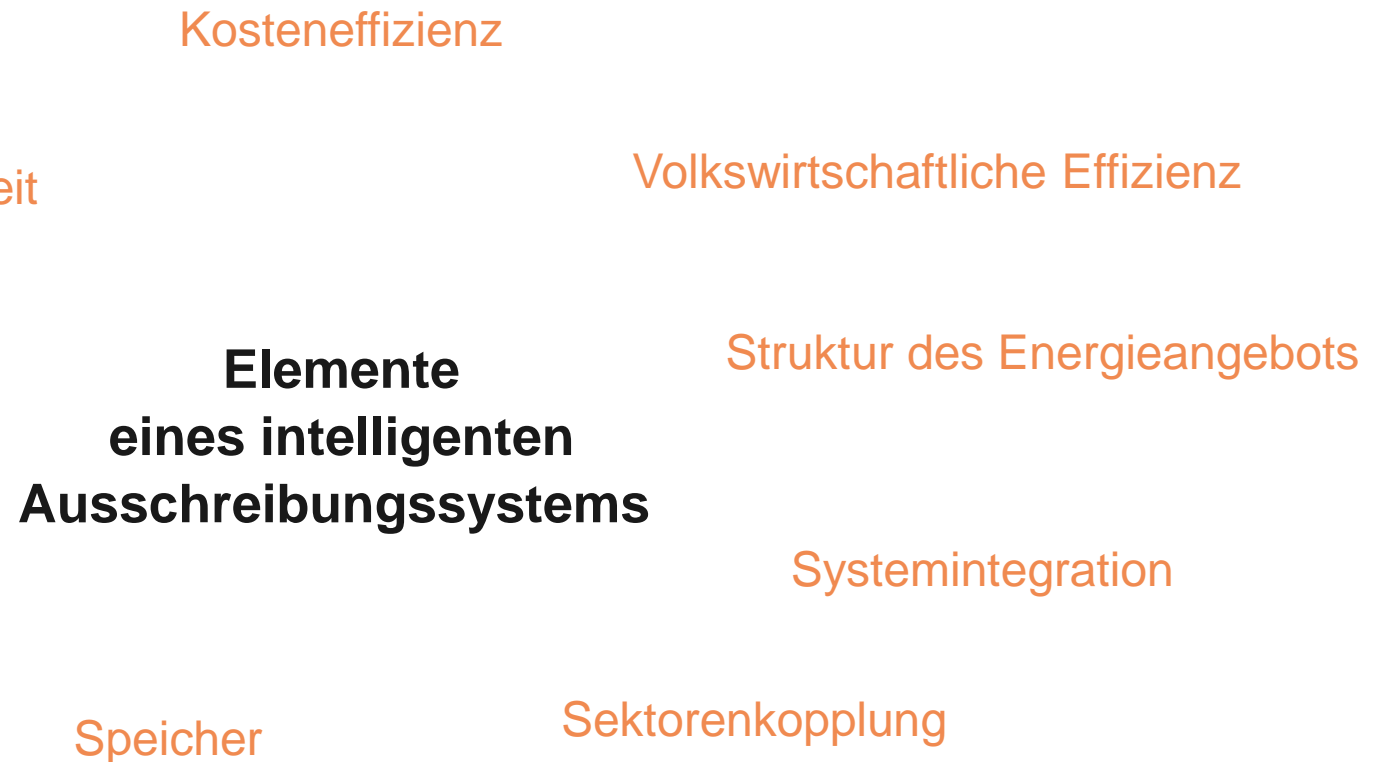 Kosteneffizienz
Volkswirtschaftliche Effizienz
eit
Struktur des Energieangebots
Elemente
eines intelligenten
Ausschreibungssystems
Systemintegration
Sektorenkopplung
Speicher